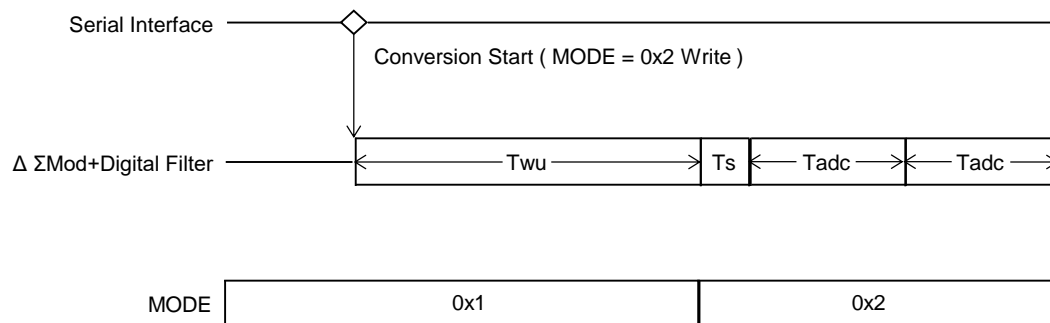 Serial Interface
Conversion Start ( MODE = 0x2 Write )
Δ ΣMod+Digital Filter
Twu
Ts
Tadc
Tadc
MODE
0x1
0x2